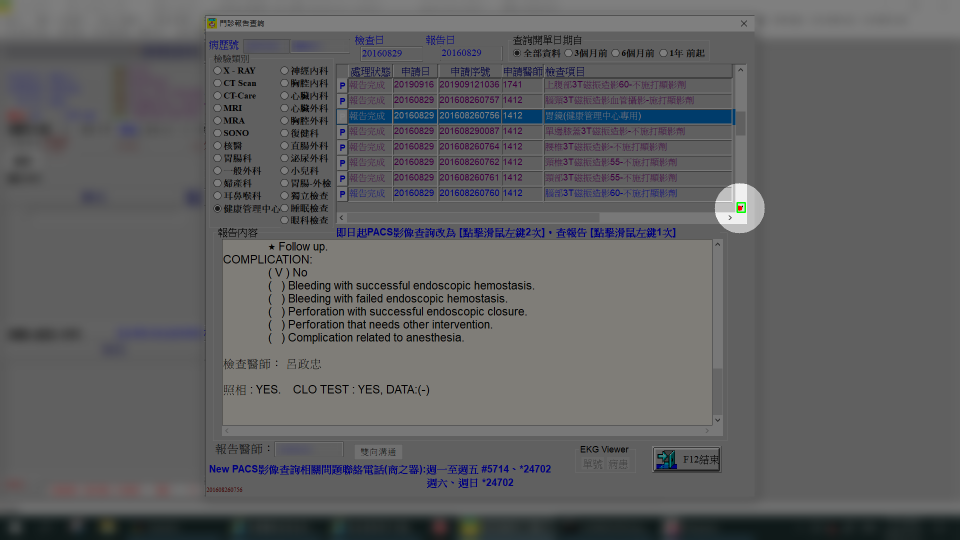 門診報告查詢
病歷號
檢查日
20160829
報告日
20160829
查詢開單日期自
全部資料 3個月前 6個月前 1年 前起
檢驗類別
X - RAY 神經內科
CT Scan 胸腔內科
CT-Care 心臟內科
MRI 心臟外科
MRA 胸腔外科
SONO 復健科
核醫 直腸外科
胃腸科 泌尿外科
一般外科 小兒科
婦產科 胃腸-外檢
耳鼻喉科 獨立檢查
健康管理中心 睡眠檢查
眼科檢查
處理狀態 申請日 申請序號 申請醫師 檢查項目
P 報告完成 20190916 201909121036 1741 上腹部3T磁振造影60-不施打顯影劑
P 報告完成 20160829 201608260757 1412 腦部3T磁振造影血管攝影-施打顯影劑
報告完成 20160829 201608260756 1412 胃鏡(健康管理中心專用)
P 報告完成 20160829 201608290087 1412 單邊膝蓋3T磁振造影-不施打顯影劑
P 報告完成 20160829 201608260764 1412 腰椎3T磁振造影-不施打顯影劑
P 報告完成 20160829 201608260762 1412 頸椎3T磁振造影55-不施打顯影劑
P 報告完成 20160829 201608260761 1412 頸部3T磁振造影55-不施打顯影劑
P 報告完成 20160829 201608260760 1412 腦部3T磁振造影60-不施打顯影劑
報告內容
即日起PACS影像查詢改為 [點擊滑鼠左鍵2次]，查報告 [點擊滑鼠左鍵1次]
★ Follow up.
COMPLICATION:
( V ) No
( ) Bleeding with successful endoscopic hemostasis.
( ) Bleeding with failed endoscopic hemostasis.
( ) Perforation with successful endoscopic closure.
( ) Perforation that needs other intervention.
( ) Complication related to anesthesia.
檢查醫師： 呂政忠
照相 : YES. CLO TEST : YES, DATA:(-)
報告醫師：
雙向溝通
EKG Viewer
單號 病患
F12結束
New PACS影像查詢相關問題聯絡電話(商之器):週一至週五 #5714、*24702
週六、週日 *24702
201608260756